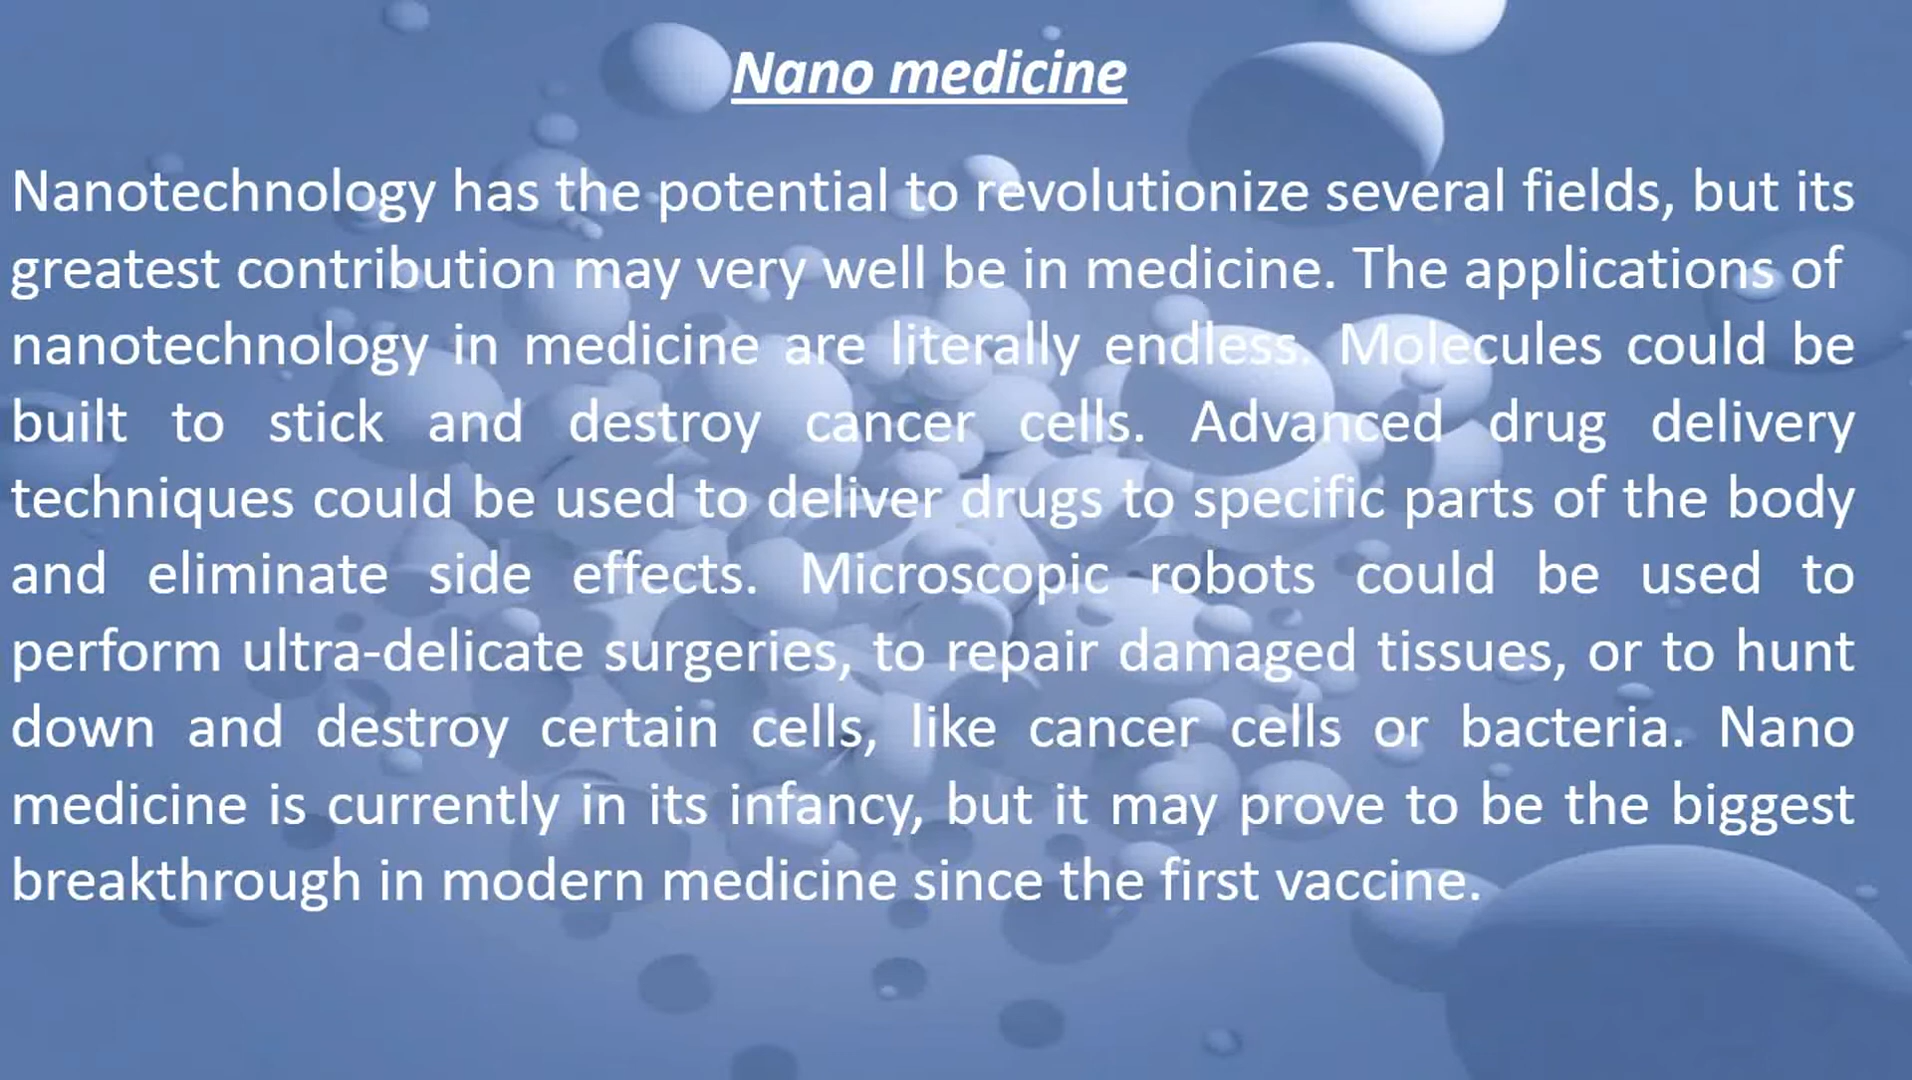 Nano medicine
Nanotechnology has the potential to revolutionize several fields, but its
greatest contribution may very well be in medicine. The applications of
nanotechnology in medicine are literally endless. Molecules could be
built to stick and destroy cancer cells. Advanced drug delivery
techniques could be used to deliver drugs to specific parts of the body
and eliminate side effects. Microscopic robots could be used to
perform ultra-delicate surgeries, to repair damaged tissues, or to hunt
down and destroy certain cells, like cancer cells or bacteria. Nano
medicine is currently in its infancy, but it may prove to be the biggest
breakthrough in modern medicine since the first vaccine.